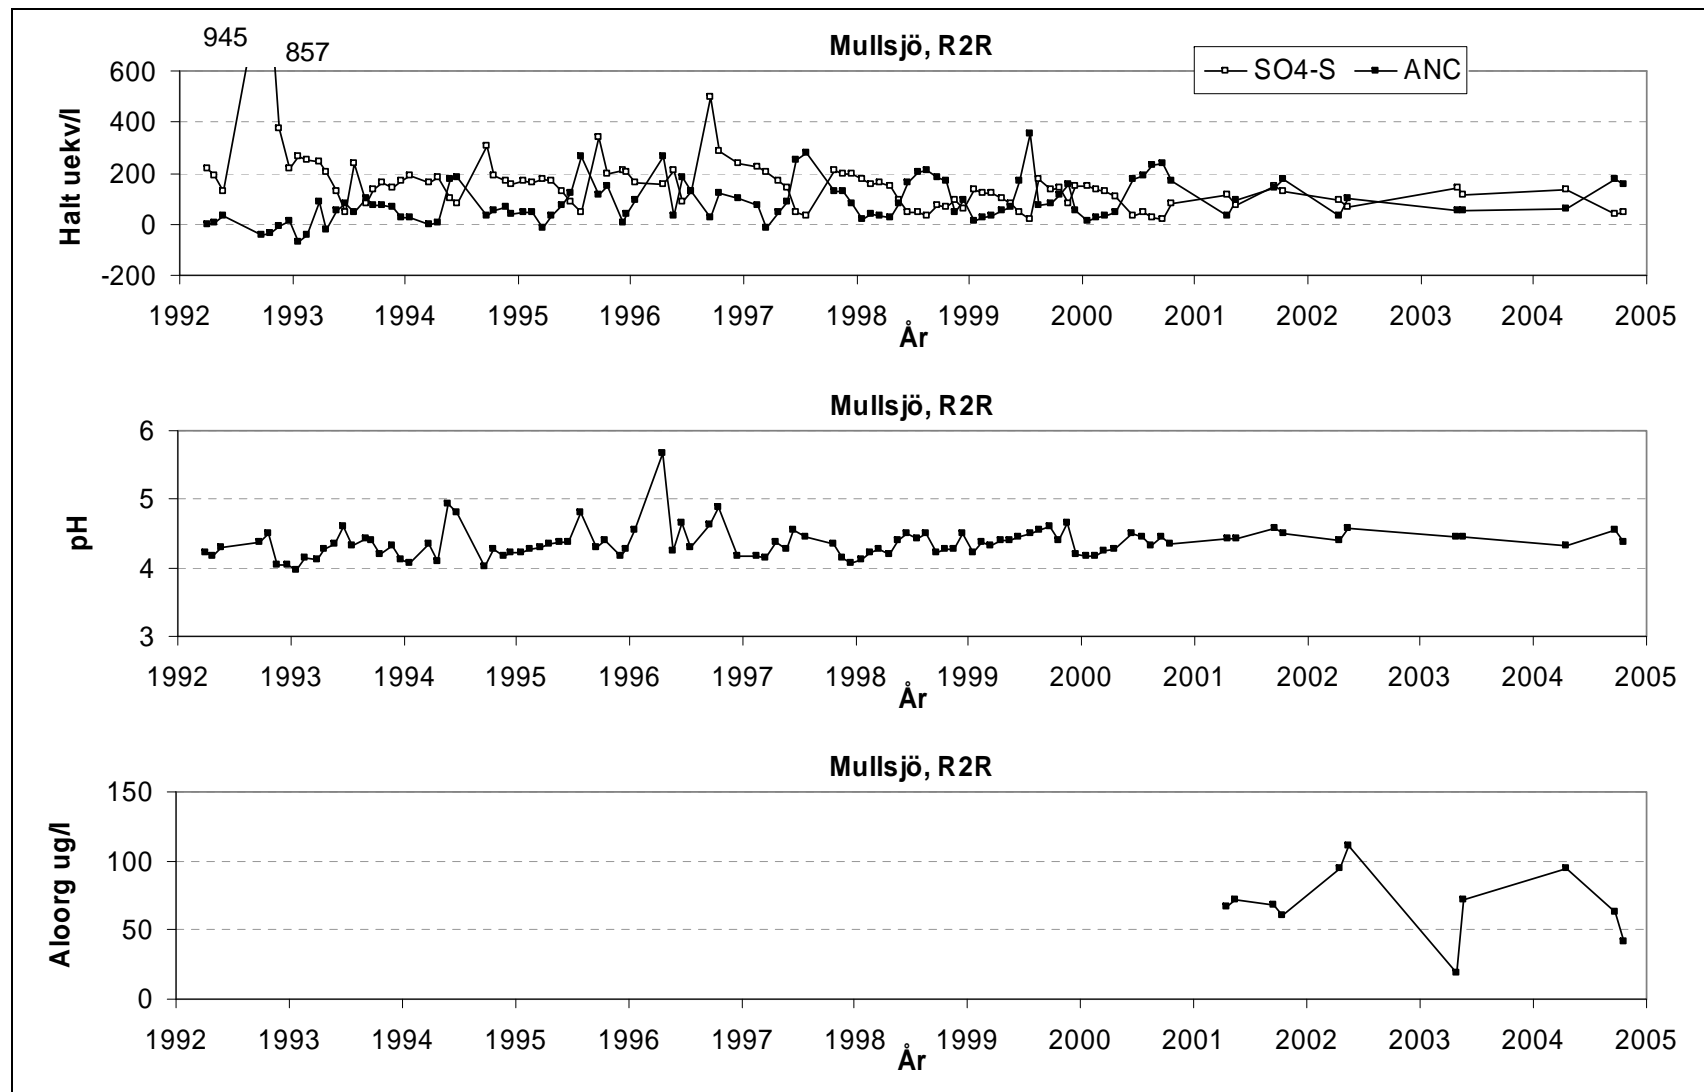 945
857
Mullsjö, R2R
SO4-S
ANC
Halt uekv/l
600
400
200
0
-200
1992 1993 1994 1995 1996 1997 1998 1999 2000 2001 2002 2003 2004 2005
År
Mullsjö, R2R
pH
6
5
4
3
1992 1993 1994 1995 1996 1997 1998 1999 2000 2001 2002 2003 2004 2005
År
Mullsjö, R2R
Aloorg ug/l
150
100
50
0
1992 1993 1994 1995 1996 1997 1998 1999 2000 2001 2002 2003 2004 2005
År